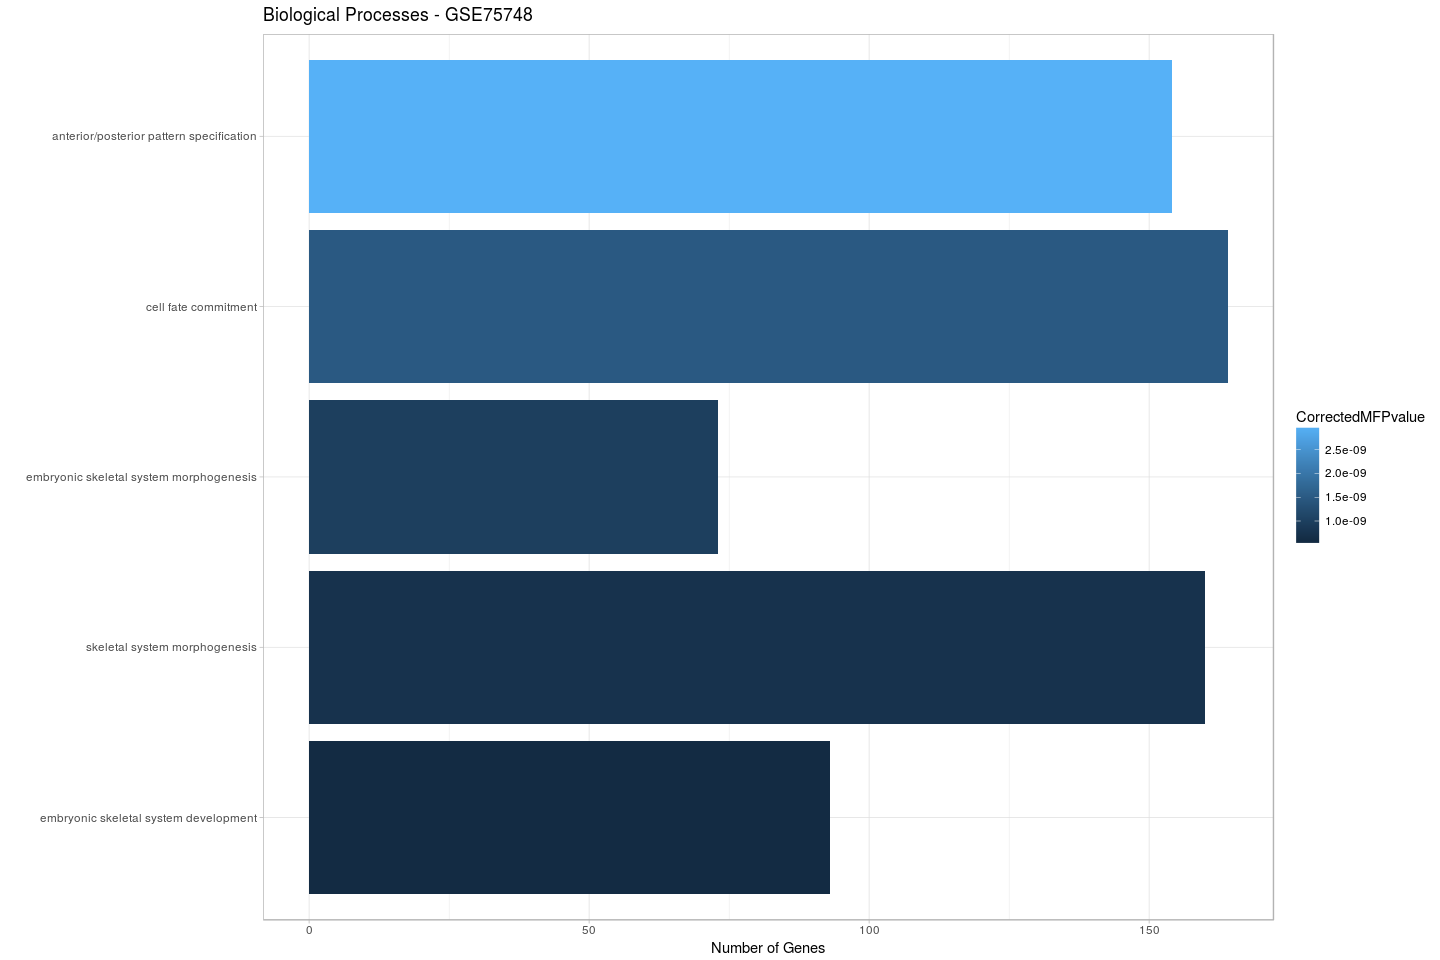 Biological Processes - GSE75748
anterior/posterior pattern specification
cell fate commitment
embryonic skeletal system morphogenesis
skeletal system morphogenesis
embryonic skeletal system development
0 50 100 150
Number of Genes
CorrectedMFPvalue
2.5e-09
2.0e-09
1.5e-09
1.0e-09